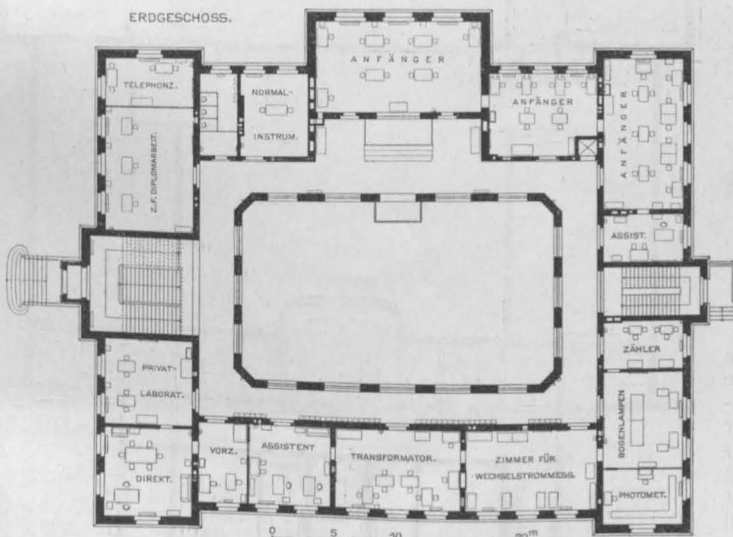 ERDGESCHOSS.
TELEPHONZ.
Z.F. DIPLOMARBEIT.
NORMAL-
INSTRUM.
ANFÄNGER
ANFÄNGER
ANFÄNGER
ASSIST.
ZÄHLER
BOGENLAMPEN
PHOTOMET.
PRIVAT-
LABORAT.
DIREKT.
VORZ.
ASSISTENT
TRANSFORMATOR.
ZIMMER FÜR
WECHSELSTROMMESS.
0 5 10 20m